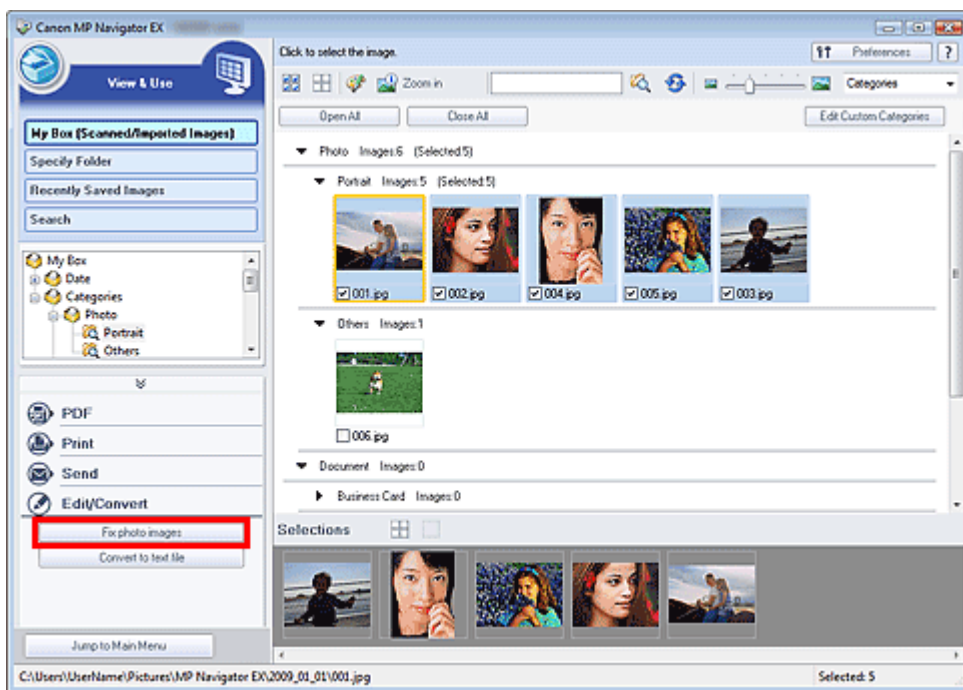 Canon MP Navigator EX
View & Use
Click to select the image.
Preferences
?
Zoom in
Categories
My Box (Scanned/Imported Images)
Specify Folder
Recently Saved Images
Search
Open All
Close All
Edit Custom Categories
My Box
Date
Categories
Photo
Portrait
Others
Photo Images:6 (Selected:5)
Portrait Images:5 (Selected:5)
001.jpg
002.jpg
004.jpg
005.jpg
003.jpg
Others Images:1
006.jpg
Document Images:0
Business Card Images:0
PDF
Print
Send
Edit/Convert
Fix photo images
Convert to text file
Jump to Main Menu
Selections
C:\Users\UserName\Pictures\MP Navigator EX\2009_01_01\001.jpg
Selected: 5